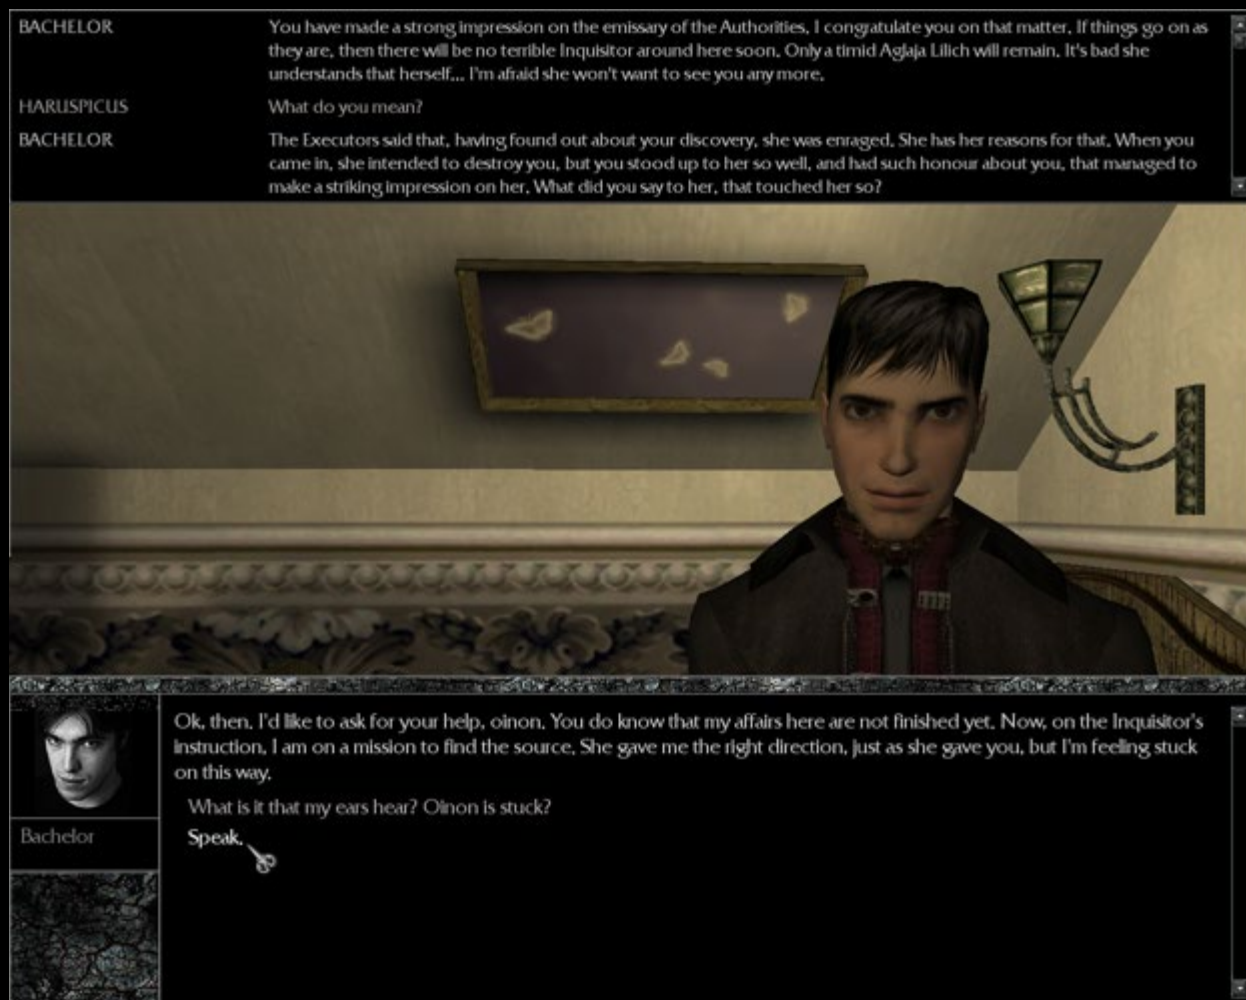 BACHELOR You have made a strong impression on the emissary of the Authorities, I congratulate you on that matter. If things go on as
they are, then there will be no terrible Inquisitor around here soon. Only a timid Aglaja Lilich will remain. It's bad she
understands that herself... I'm afraid she won't want to see you any more.
HARUSPICUS What do you mean?
BACHELOR The Executors said that, having found out about your discovery, she was enraged. She has her reasons for that. When you
came in, she intended to destroy you, but you stood up to her so well, and had such honour about you, that managed to
make a striking impression on her. What did you say to her, that touched her so?
Ok, then. I'd like to ask for your help, oinon. You do know that my affairs here are not finished yet. Now, on the Inquisitor's
instruction, I am on a mission to find the source. She gave me the right direction, just as she gave you, but I'm feeling stuck
on this way.
What is it that my ears hear? Oinon is stuck?
Speak.
Bachelor